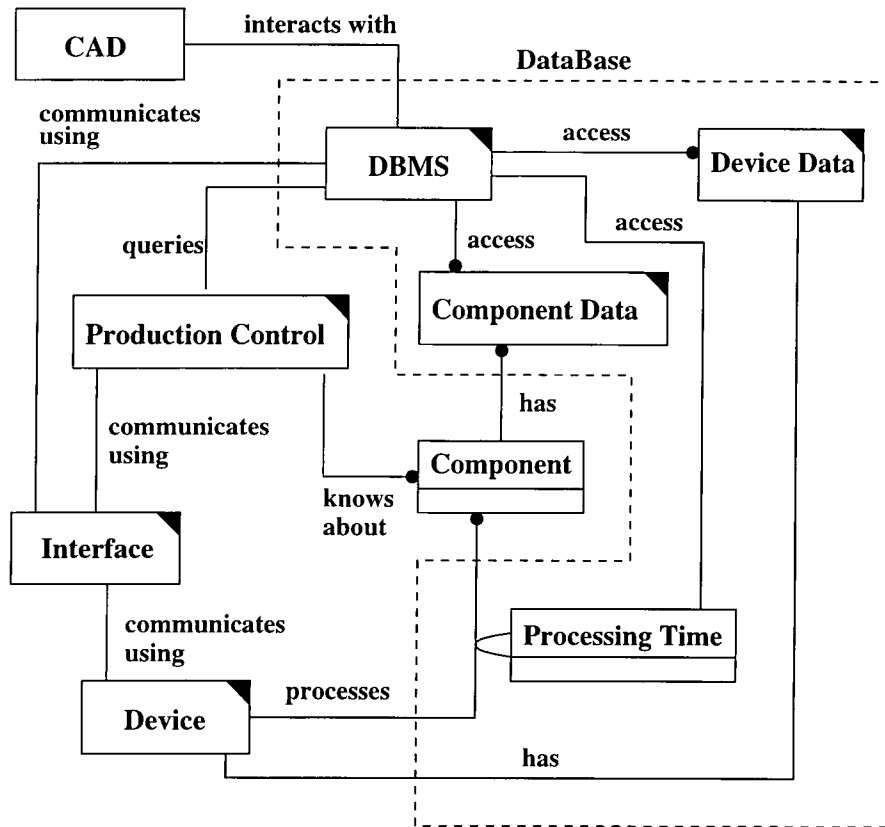 interacts with
CAD
DataBase
communicates
using
access
DBMS
Device Data
access
queries
access
Component Data
Production Control
has
communicates
using
Component
knows
about
Interface
communicates
using
Processing Time
processes
Device
has